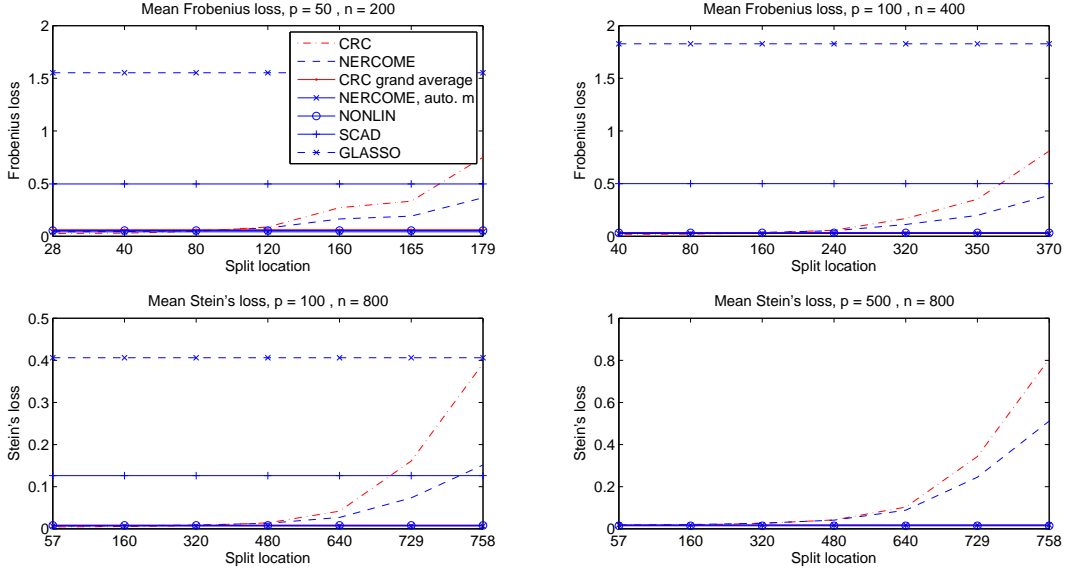 Mean Frobenius loss, p = 50 , n = 200
2
1.5
1
0.5
0
Frobenius loss
CRC
NERCOME
CRC grand average
NERCOME, auto. m
NONLIN
SCAD
GLASSO
28 40 80 120 160 165 179
Split location
Mean Frobenius loss, p = 100 , n = 400
2
1.5
1
0.5
0
Frobenius loss
40 80 160 240 320 350 370
Split location
Mean Stein's loss, p = 100 , n = 800
0.5
0.4
0.3
0.2
0.1
0
Stein's loss
57 160 320 480 640 729 758
Split location
Mean Stein's loss, p = 500 , n = 800
1
0.8
0.6
0.4
0.2
0
Stein's loss
57 160 320 480 640 729 758
Split location